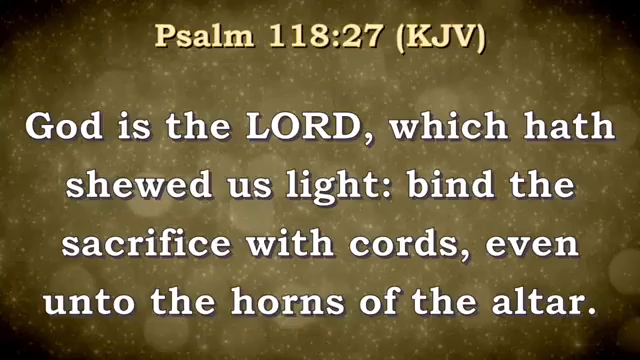 Psalm 118:27 (KJV)
God is the LORD, which hath
shewed us light: bind the
sacrifice with cords, even
unto the horns of the altar.